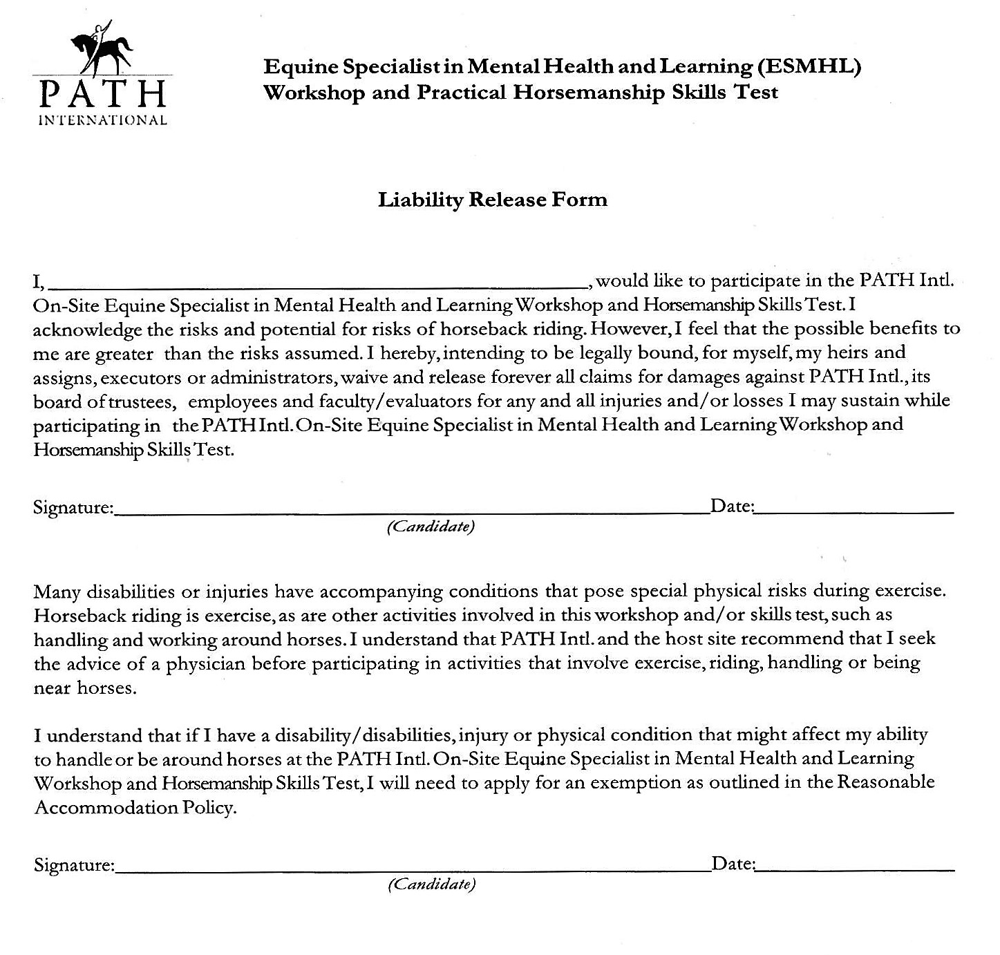 PATH
INTERNATIONAL
Equine Specialist in Mental Health and Learning (ESMHL)
Workshop and Practical Horsemanship Skills Test
Liability Release Form
I, ______, would like to participate in the PATH Intl.
On-Site Equine Specialist in Mental Health and Learning Workshop and Horsemanship Skills Test. I
acknowledge the risks and potential for risks of horseback riding. However, I feel that the possible benefits to
me are greater than the risks assumed. I hereby, intending to be legally bound, for myself, my heirs and
assigns, executors or administrators, waive and release forever all claims for damages against PATH Intl., its
board of trustees, employees and faculty/evaluators for any and all injuries and/or losses I may sustain while
participating in the PATH Intl. On-Site Equine Specialist in Mental Health and Learning Workshop and
Horsemanship Skills Test.
Signature:______Date:______
(Candidate)
Many disabilities or injuries have accompanying conditions that pose special physical risks during exercise.
Horseback riding is exercise, as are other activities involved in this workshop and/or skills test, such as
handling and working around horses. I understand that PATH Intl. and the host site recommend that I seek
the advice of a physician before participating in activities that involve exercise, riding, handling or being
near horses.
I understand that if I have a disability/disabilities, injury or physical condition that might affect my ability
to handle or be around horses at the PATH Intl. On-Site Equine Specialist in Mental Health and Learning
Workshop and Horsemanship Skills Test, I will need to apply for an exemption as outlined in the Reasonable
Accommodation Policy.
Signature:______Date:______
(Candidate)